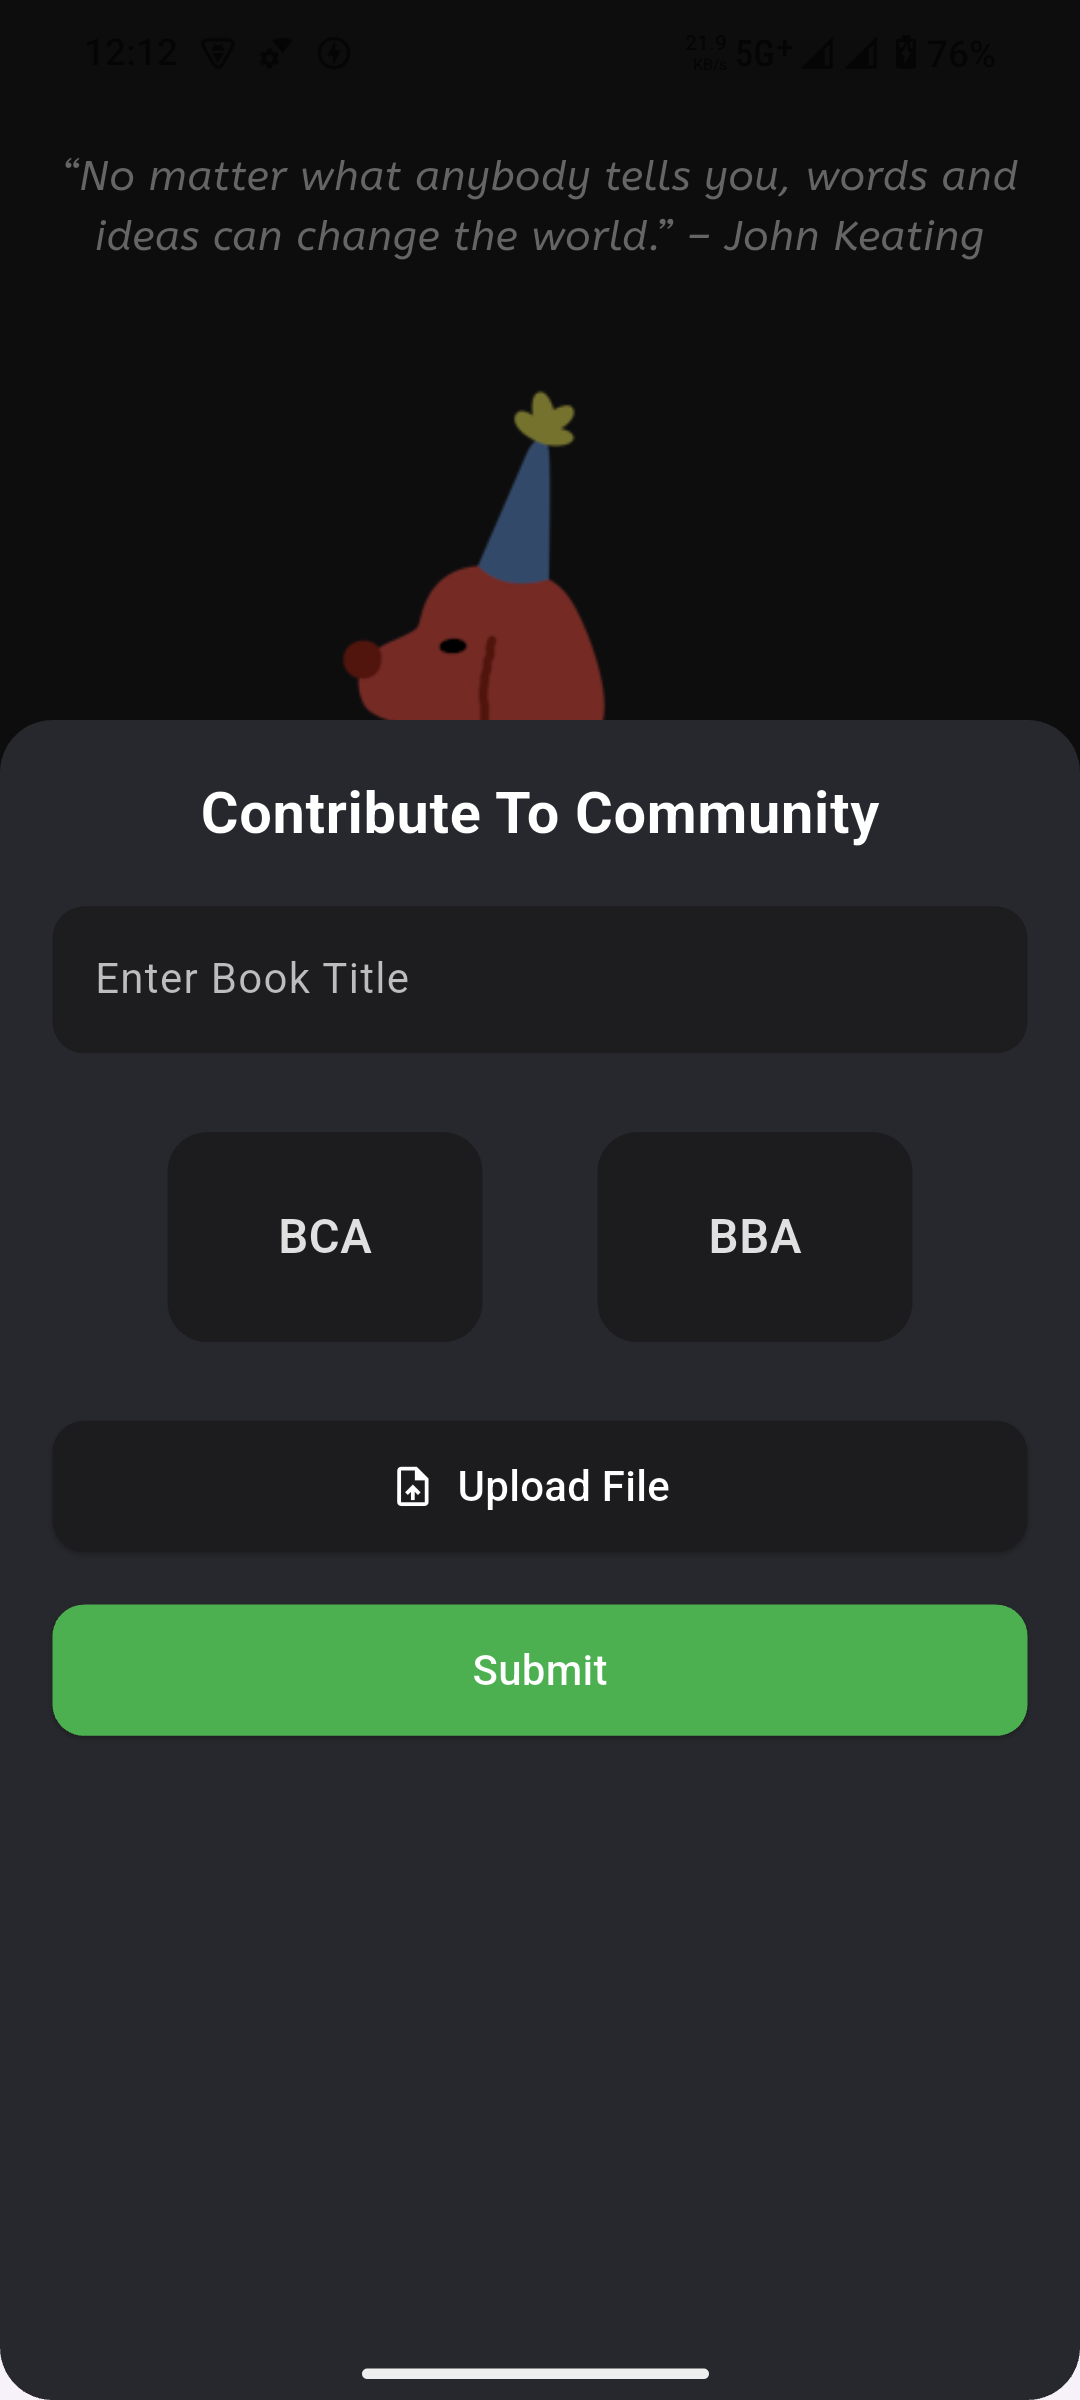 12:12
21.9
KB/s
5G+
76%
“No matter what anybody tells you, words and
ideas can change the world.” – John Keating
Contribute To Community
Enter Book Title
BCA
BBA
Upload File
Submit